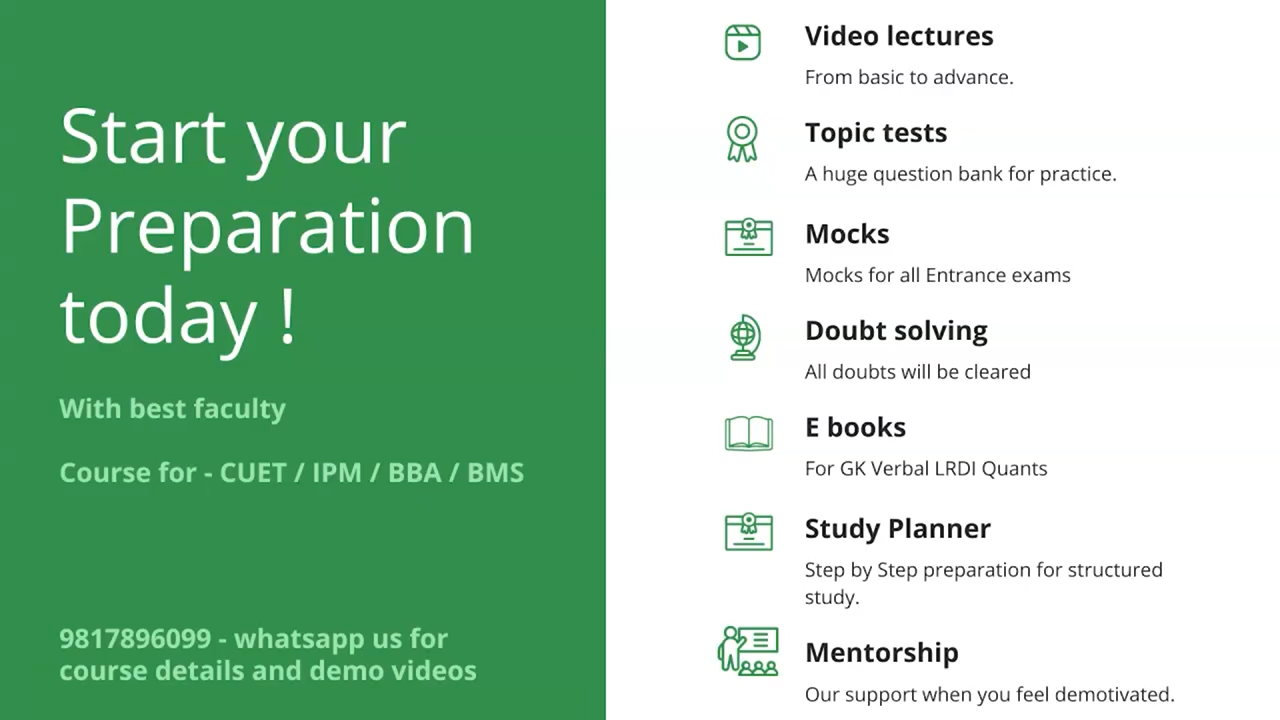 Start your
Preparation
today !
With best faculty
Course for - CUET / IPM / BBA / BMS
9817896099 - whatsapp us for
course details and demo videos
Video lectures
From basic to advance.
Topic tests
A huge question bank for practice.
Mocks
Mocks for all Entrance exams
Doubt solving
All doubts will be cleared
E books
For GK Verbal LRDI Quants
Study Planner
Step by Step preparation for structured
study.
Mentorship
Our support when you feel demotivated.